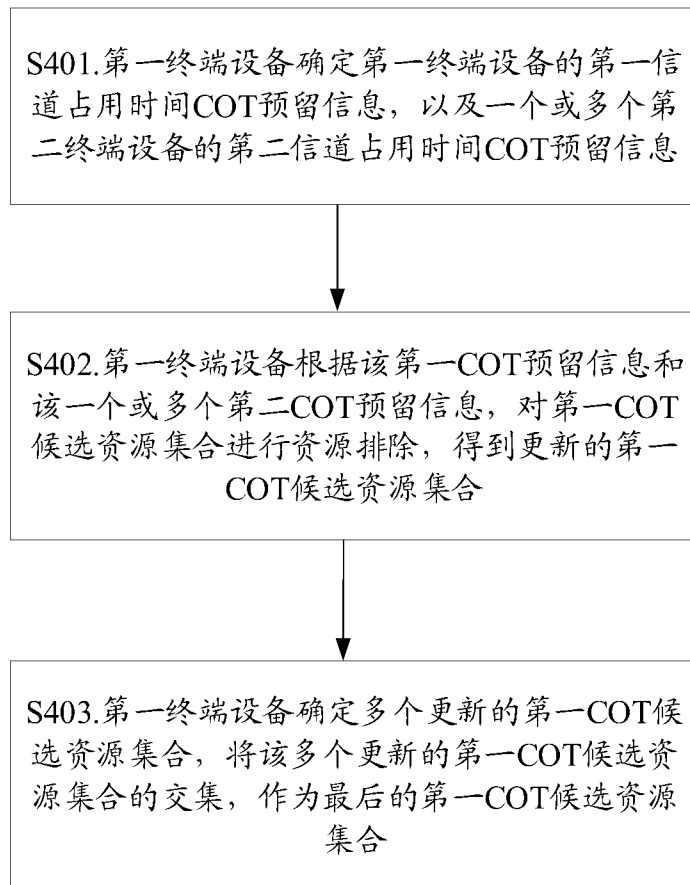 S401.第一终端设备确定第一终端设备的第一信
道占用时间COT预留信息，以及一个或多个第
二终端设备的第二信道占用时间COT预留信息
S402.第一终端设备根据该第一COT预留信息和
该一个或多个第二COT预留信息，对第一COT
候选资源集合进行资源排除，得到更新的第一
COT候选资源集合
S403.第一终端设备确定多个更新的第一COT候
选资源集合，将该多个更新的第一COT候选资
源集合的交集，作为最后的第一COT候选资源
集合